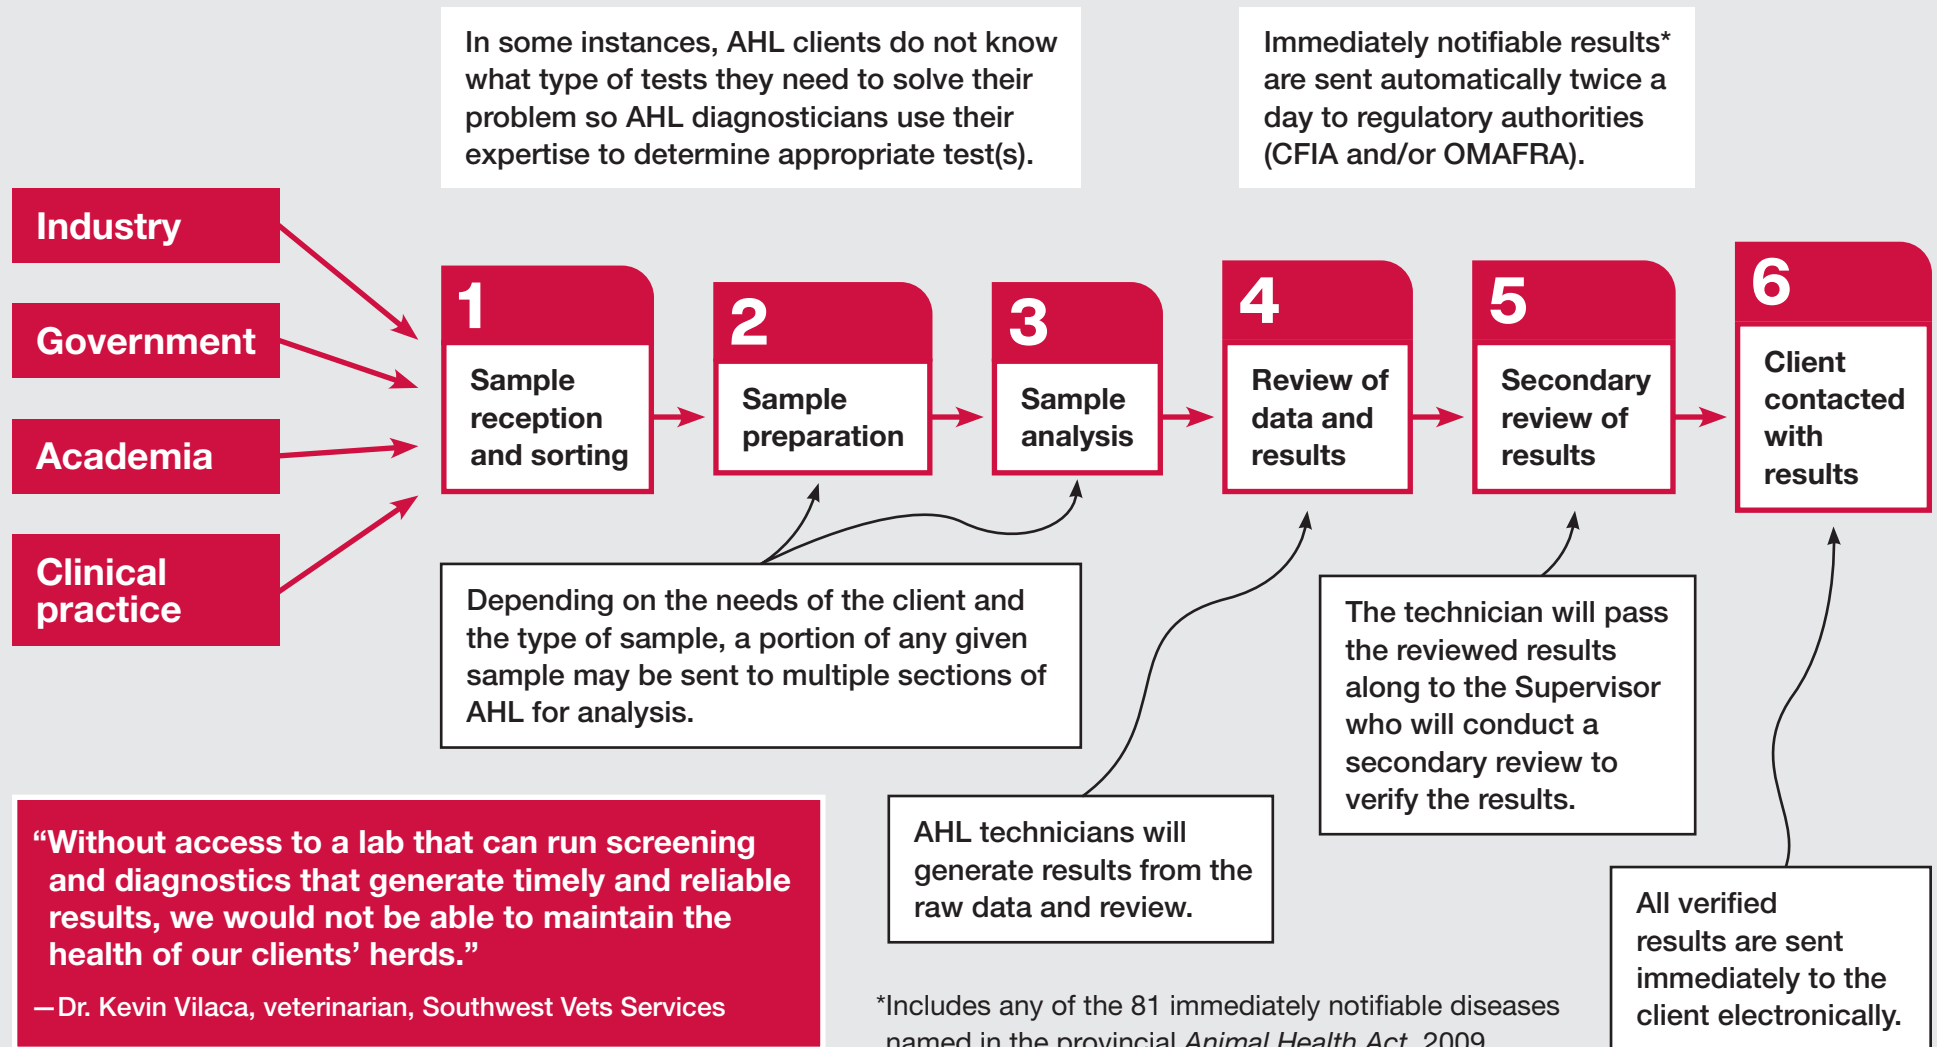 In some instances, AHL clients do not know
what type of tests they need to solve their
problem so AHL diagnosticians use their
expertise to determine appropriate test(s).
Immediately notifiable results*
are sent automatically twice a
day to regulatory authorities
(CFIA and/or OMAFRA).
Industry
Government
Academia
Clinical
practice
1
Sample
reception
and sorting
2
Sample
preparation
3
Sample
analysis
4
Review of
data and
results
5
Secondary
review of
results
6
Client
contacted
with
results
Depending on the needs of the client and
the type of sample, a portion of any given
sample may be sent to multiple sections of
AHL for analysis.
AHL technicians will
generate results from the
raw data and review.
The technician will pass
the reviewed results
along to the Supervisor
who will conduct a
secondary review to
verify the results.
All verified
results are sent
immediately to the
client electronically.
“Without access to a lab that can run screening
and diagnostics that generate timely and reliable
results, we would not be able to maintain the
health of our clients’ herds.”
—Dr. Kevin Vilaca, veterinarian, Southwest Vets Services
*Includes any of the 81 immediately notifiable diseases
named in the provincial Animal Health Act, 2009